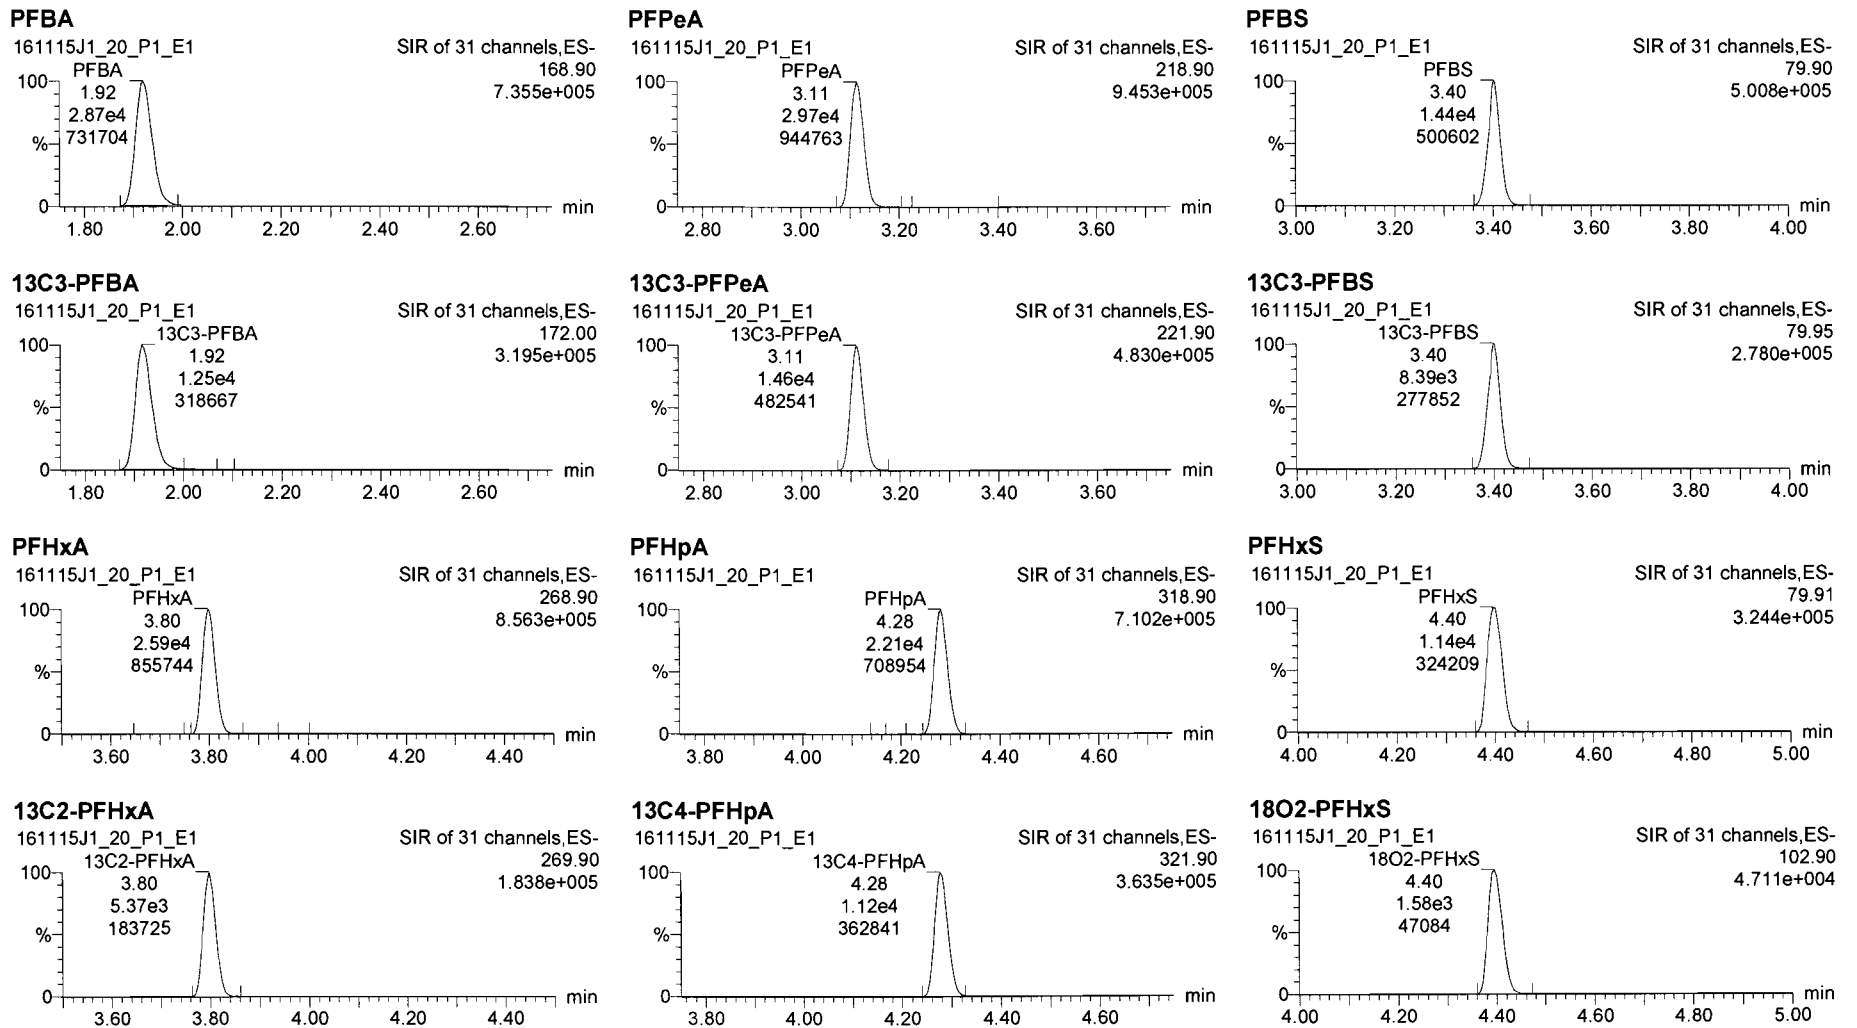 PFBA
161115J1_20_P1_E1
SIR of 31 channels,ES-
168.90
7.355e+005
PFBA
1.92
2.87e4
731704
100
%
0
1.80 2.00 2.20 2.40 2.60
min
PFPeA
161115J1_20_P1_E1
SIR of 31 channels,ES-
218.90
9.453e+005
PFPeA
3.11
2.97e4
944763
100
%
0
2.80 3.00 3.20 3.40 3.60
min
PFBS
161115J1_20_P1_E1
SIR of 31 channels,ES-
79.90
5.008e+005
PFBS
3.40
1.44e4
500602
100
%
0
3.00 3.20 3.40 3.60 3.80 4.00
min
13C3-PFBA
161115J1_20_P1_E1
SIR of 31 channels,ES-
172.00
3.195e+005
13C3-PFBA
1.92
1.25e4
318667
100
%
0
1.80 2.00 2.20 2.40 2.60
min
13C3-PFPeA
161115J1_20_P1_E1
SIR of 31 channels,ES-
221.90
4.830e+005
13C3-PFPeA
3.11
1.46e4
482541
100
%
0
2.80 3.00 3.20 3.40 3.60
min
13C3-PFBS
161115J1_20_P1_E1
SIR of 31 channels,ES-
79.95
2.780e+005
13C3-PFBS
3.40
8.39e3
277852
100
%
0
3.00 3.20 3.40 3.60 3.80 4.00
min
PFHxA
161115J1_20_P1_E1
SIR of 31 channels,ES-
268.90
8.563e+005
PFHxA
3.80
2.59e4
855744
100
%
0
3.60 3.80 4.00 4.20 4.40
min
PFHpA
161115J1_20_P1_E1
SIR of 31 channels,ES-
318.90
7.102e+005
PFHpA
4.28
2.21e4
708954
100
%
0
3.80 4.00 4.20 4.40 4.60
min
PFHxS
161115J1_20_P1_E1
SIR of 31 channels,ES-
79.91
3.244e+005
PFHxS
4.40
1.14e4
324209
100
%
0
4.00 4.20 4.40 4.60 4.80 5.00
min
13C2-PFHxA
161115J1_20_P1_E1
SIR of 31 channels,ES-
269.90
1.838e+005
13C2-PFHxA
3.80
5.37e3
183725
100
%
0
3.60 3.80 4.00 4.20 4.40
min
13C4-PFHpA
161115J1_20_P1_E1
SIR of 31 channels,ES-
321.90
3.635e+005
13C4-PFHpA
4.28
1.12e4
362841
100
%
0
3.80 4.00 4.20 4.40 4.60
min
18O2-PFHxS
161115J1_20_P1_E1
SIR of 31 channels,ES-
102.90
4.711e+004
18O2-PFHxS
4.40
1.58e3
47084
100
%
0
4.00 4.20 4.40 4.60 4.80 5.00
min